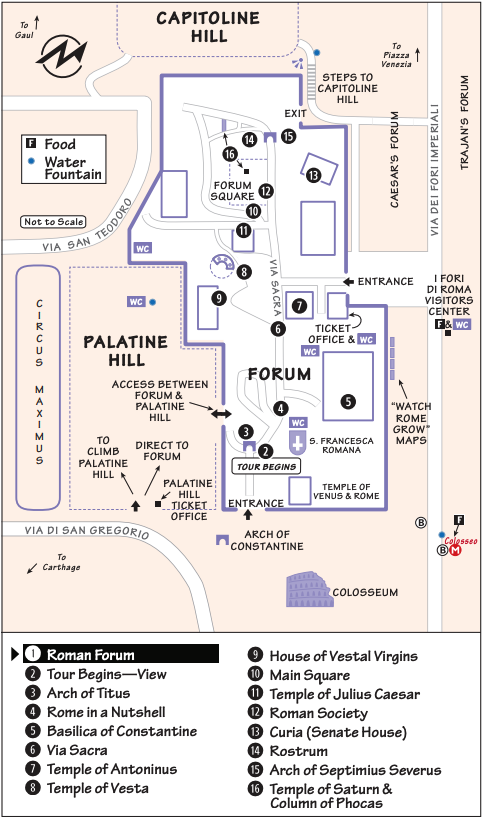 To
Gaul
CAPITOLINE
HILL
To
Piazza
Venezia
STEPS TO
CAPITOLINE
HILL
EXIT
CAESAR'S FORUM
VIA DEI FORI IMPERIALI
TRAJAN'S FORUM
F Food
Water
Fountain
Not to Scale
VIA SAN TEODORO
14
15
16
13
FORUM
SQUARE
12
10
11
WC
8
VIA SACRA
ENTRANCE
I FORI
DI ROMA
VISITORS
CENTER
F & WC
WC
9
7
6
TICKET
OFFICE & WC
WC
CIRCUS MAXIMUS
PALATINE
HILL
FORUM
ACCESS BETWEEN
FORUM &
PALATINE
HILL
4
5
"WATCH
ROME
GROW"
MAPS
WC
3
2
S. FRANCESCA
ROMANA
TOUR BEGINS
TO
CLIMB
PALATINE
HILL
DIRECT TO
FORUM
PALATINE
HILL
TICKET
OFFICE
TEMPLE OF
VENUS & ROME
ENTRANCE
VIA DI SAN GREGORIO
ARCH OF
CONSTANTINE
B
F
Colosseo
B M
To
Carthage
COLOSSEUM
1 Roman Forum
2 Tour Begins—View
3 Arch of Titus
4 Rome in a Nutshell
5 Basilica of Constantine
6 Via Sacra
7 Temple of Antoninus
8 Temple of Vesta
9 House of Vestal Virgins
10 Main Square
11 Temple of Julius Caesar
12 Roman Society
13 Curia (Senate House)
14 Rostrum
15 Arch of Septimius Severus
16 Temple of Saturn &
Column of Phocas